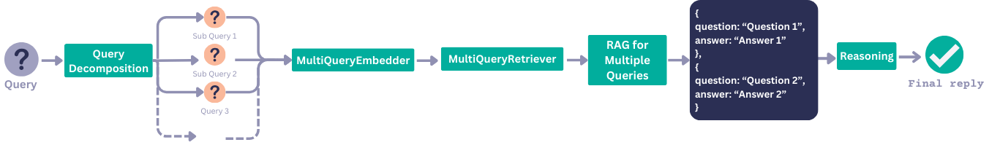 ?
Query
Query
Decomposition
?
Sub Query 1
?
Sub Query 2
?
Query 3
MultiQueryEmbedder
MultiQueryRetriever
RAG for
Multiple
Queries
{
question: “Question 1”,
answer: “Answer 1”
},
{
question: “Question 2”,
answer: “Answer 2”
}
Reasoning
Final reply